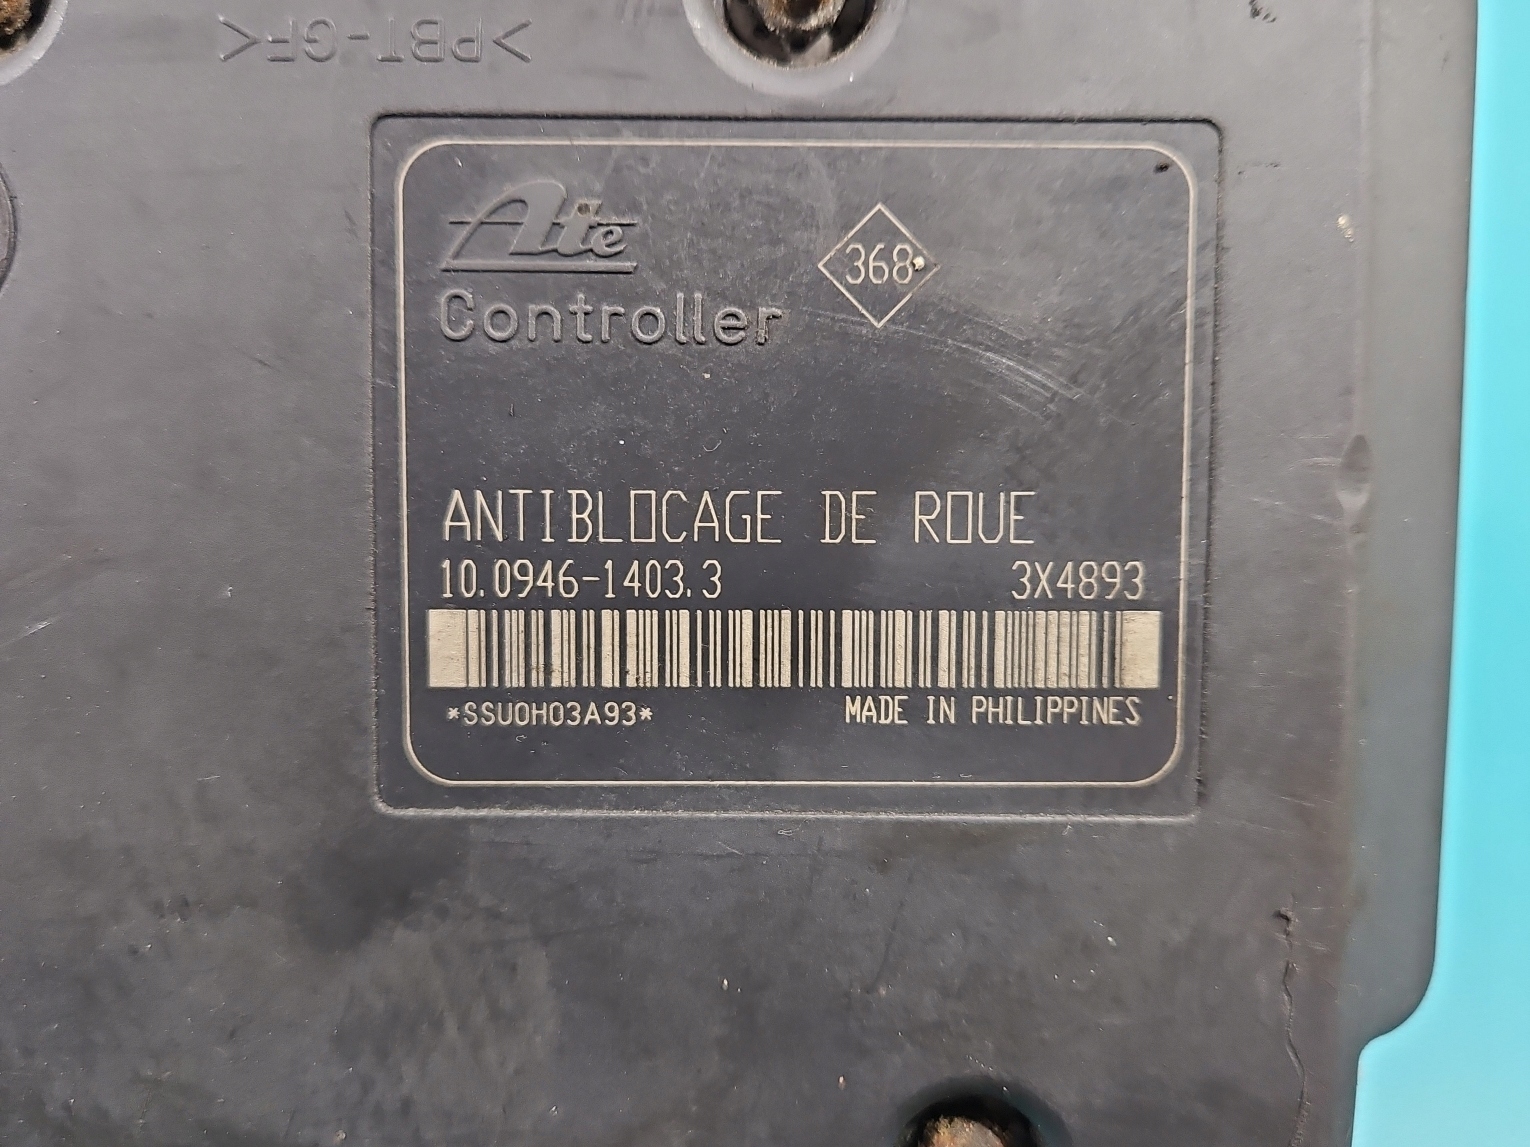 >PBT-GF<
Ate
368
Controller
ANTIBLOCAGE DE ROUE
10.0946-1403.3 3X4893
*SSU0H03A93* MADE IN PHILIPPINES